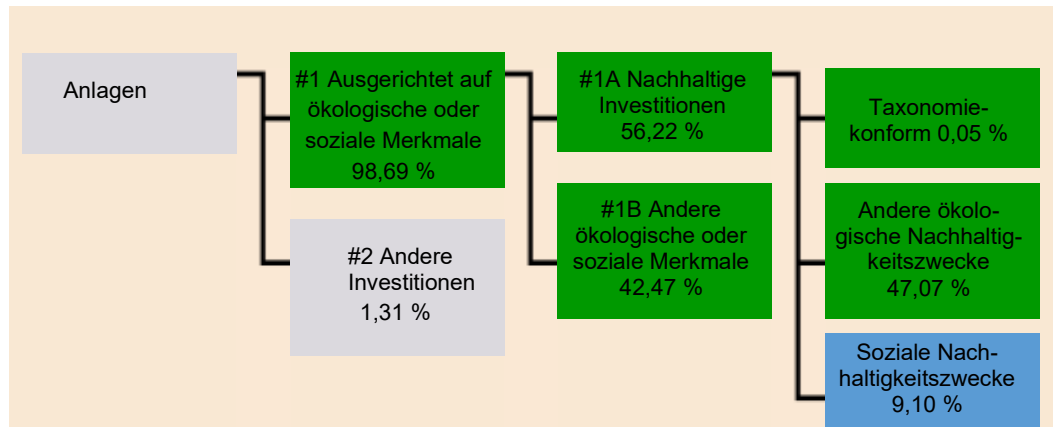 Anlagen
#1 Ausgerichtet auf
ökologische oder
soziale Merkmale
98,69 %
#2 Andere
Investitionen
1,31 %
#1A Nachhaltige
Investitionen
56,22 %
#1B Andere
ökologische oder
soziale Merkmale
42,47 %
Taxonomie-
konform 0,05 %
Andere ökolo-
gische Nachhaltig-
keitszwecke
47,07 %
Soziale Nach-
haltigkeitszwecke
9,10 %